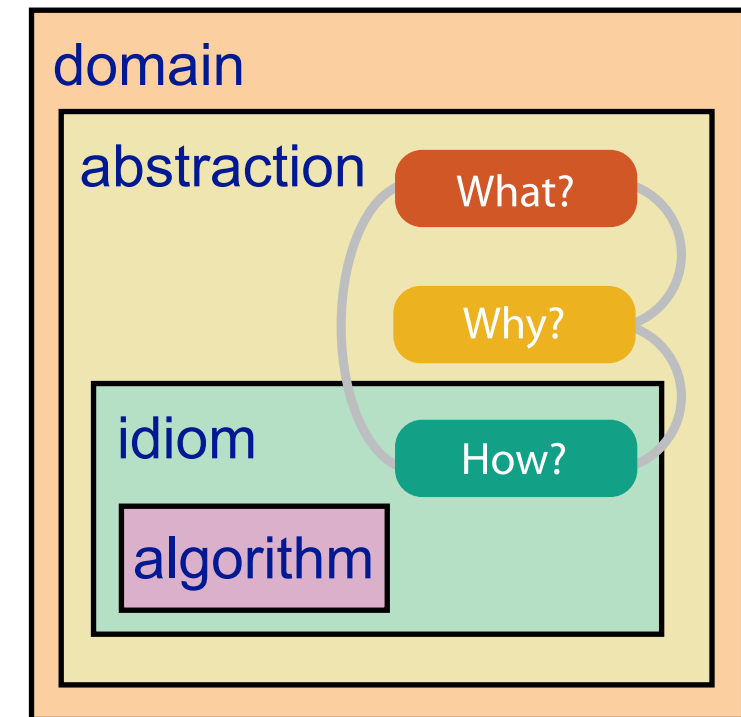 domain
abstraction
What?
Why?
idiom
How?
algorithm